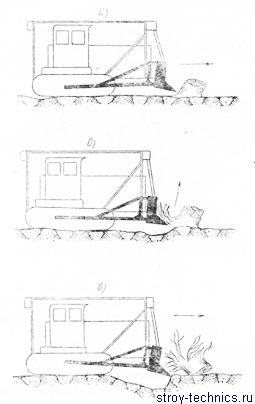 а)
б)
в)
stroy-technics.ru